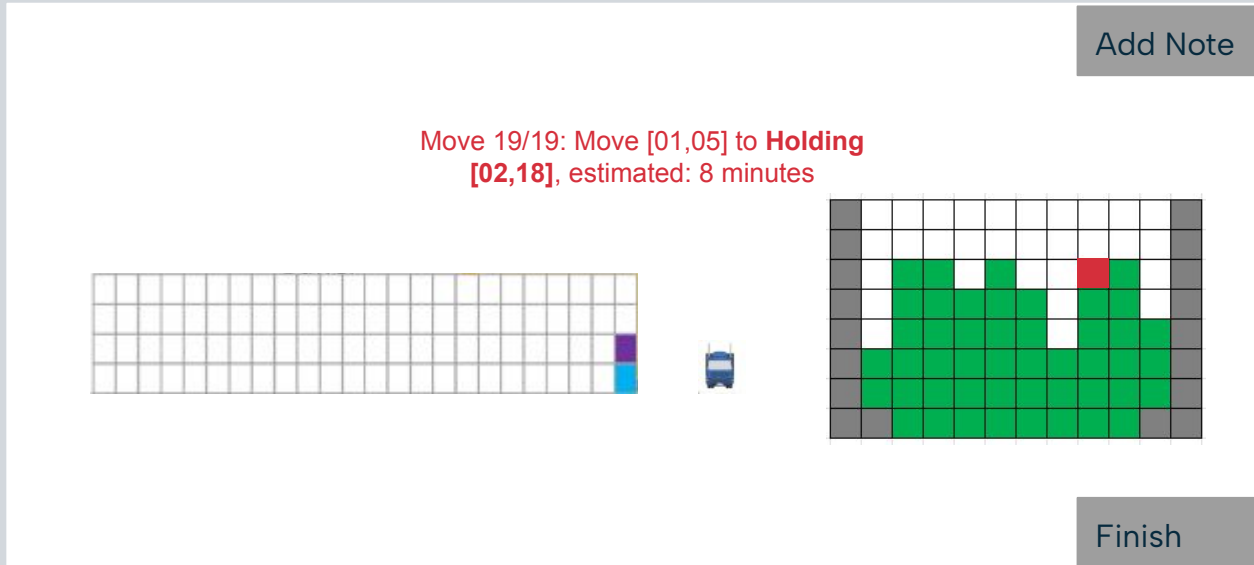 Add Note
Move 19/19: Move [01,05] to Holding
[02,18], estimated: 8 minutes
Finish